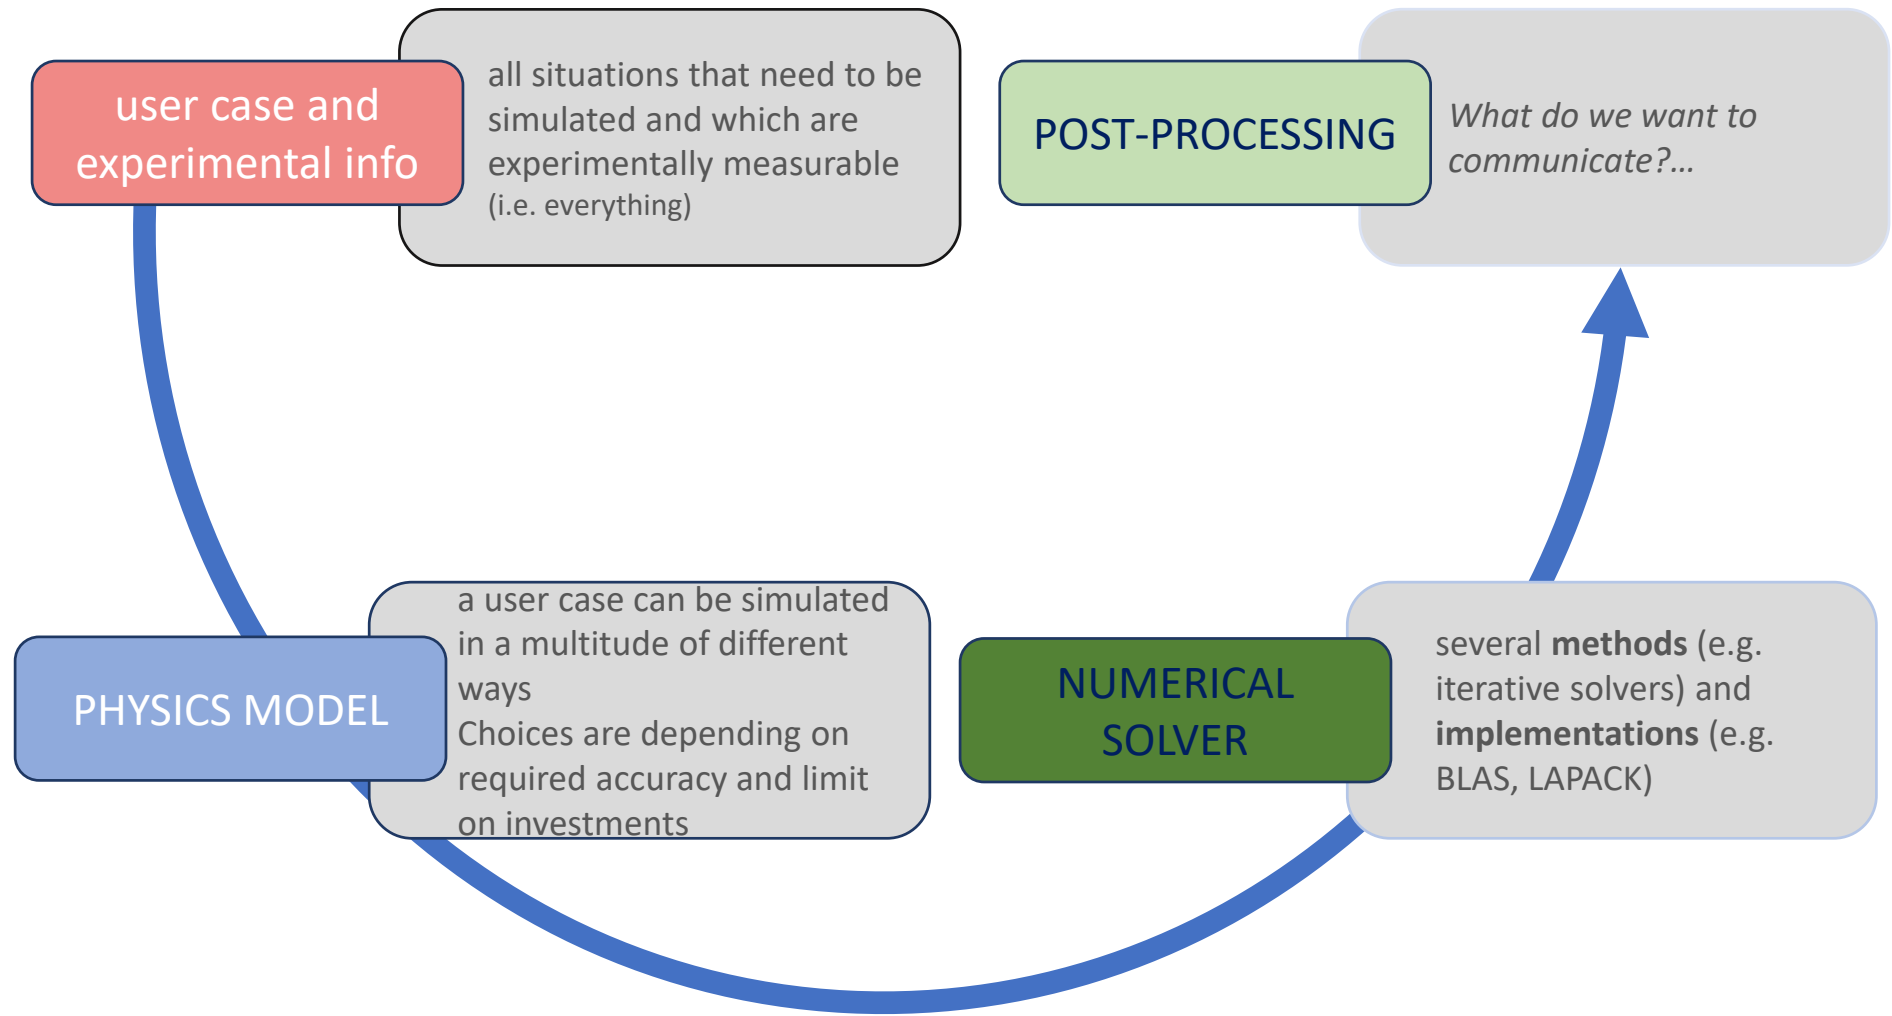 user case and
experimental info
all situations that need to be
simulated and which are
experimentally measurable
(i.e. everything)
POST-PROCESSING
What do we want to
communicate?...
PHYSICS MODEL
a user case can be simulated
in a multitude of different
ways
Choices are depending on
required accuracy and limit
on investments
NUMERICAL
SOLVER
several methods (e.g.
iterative solvers) and
implementations (e.g.
BLAS, LAPACK)